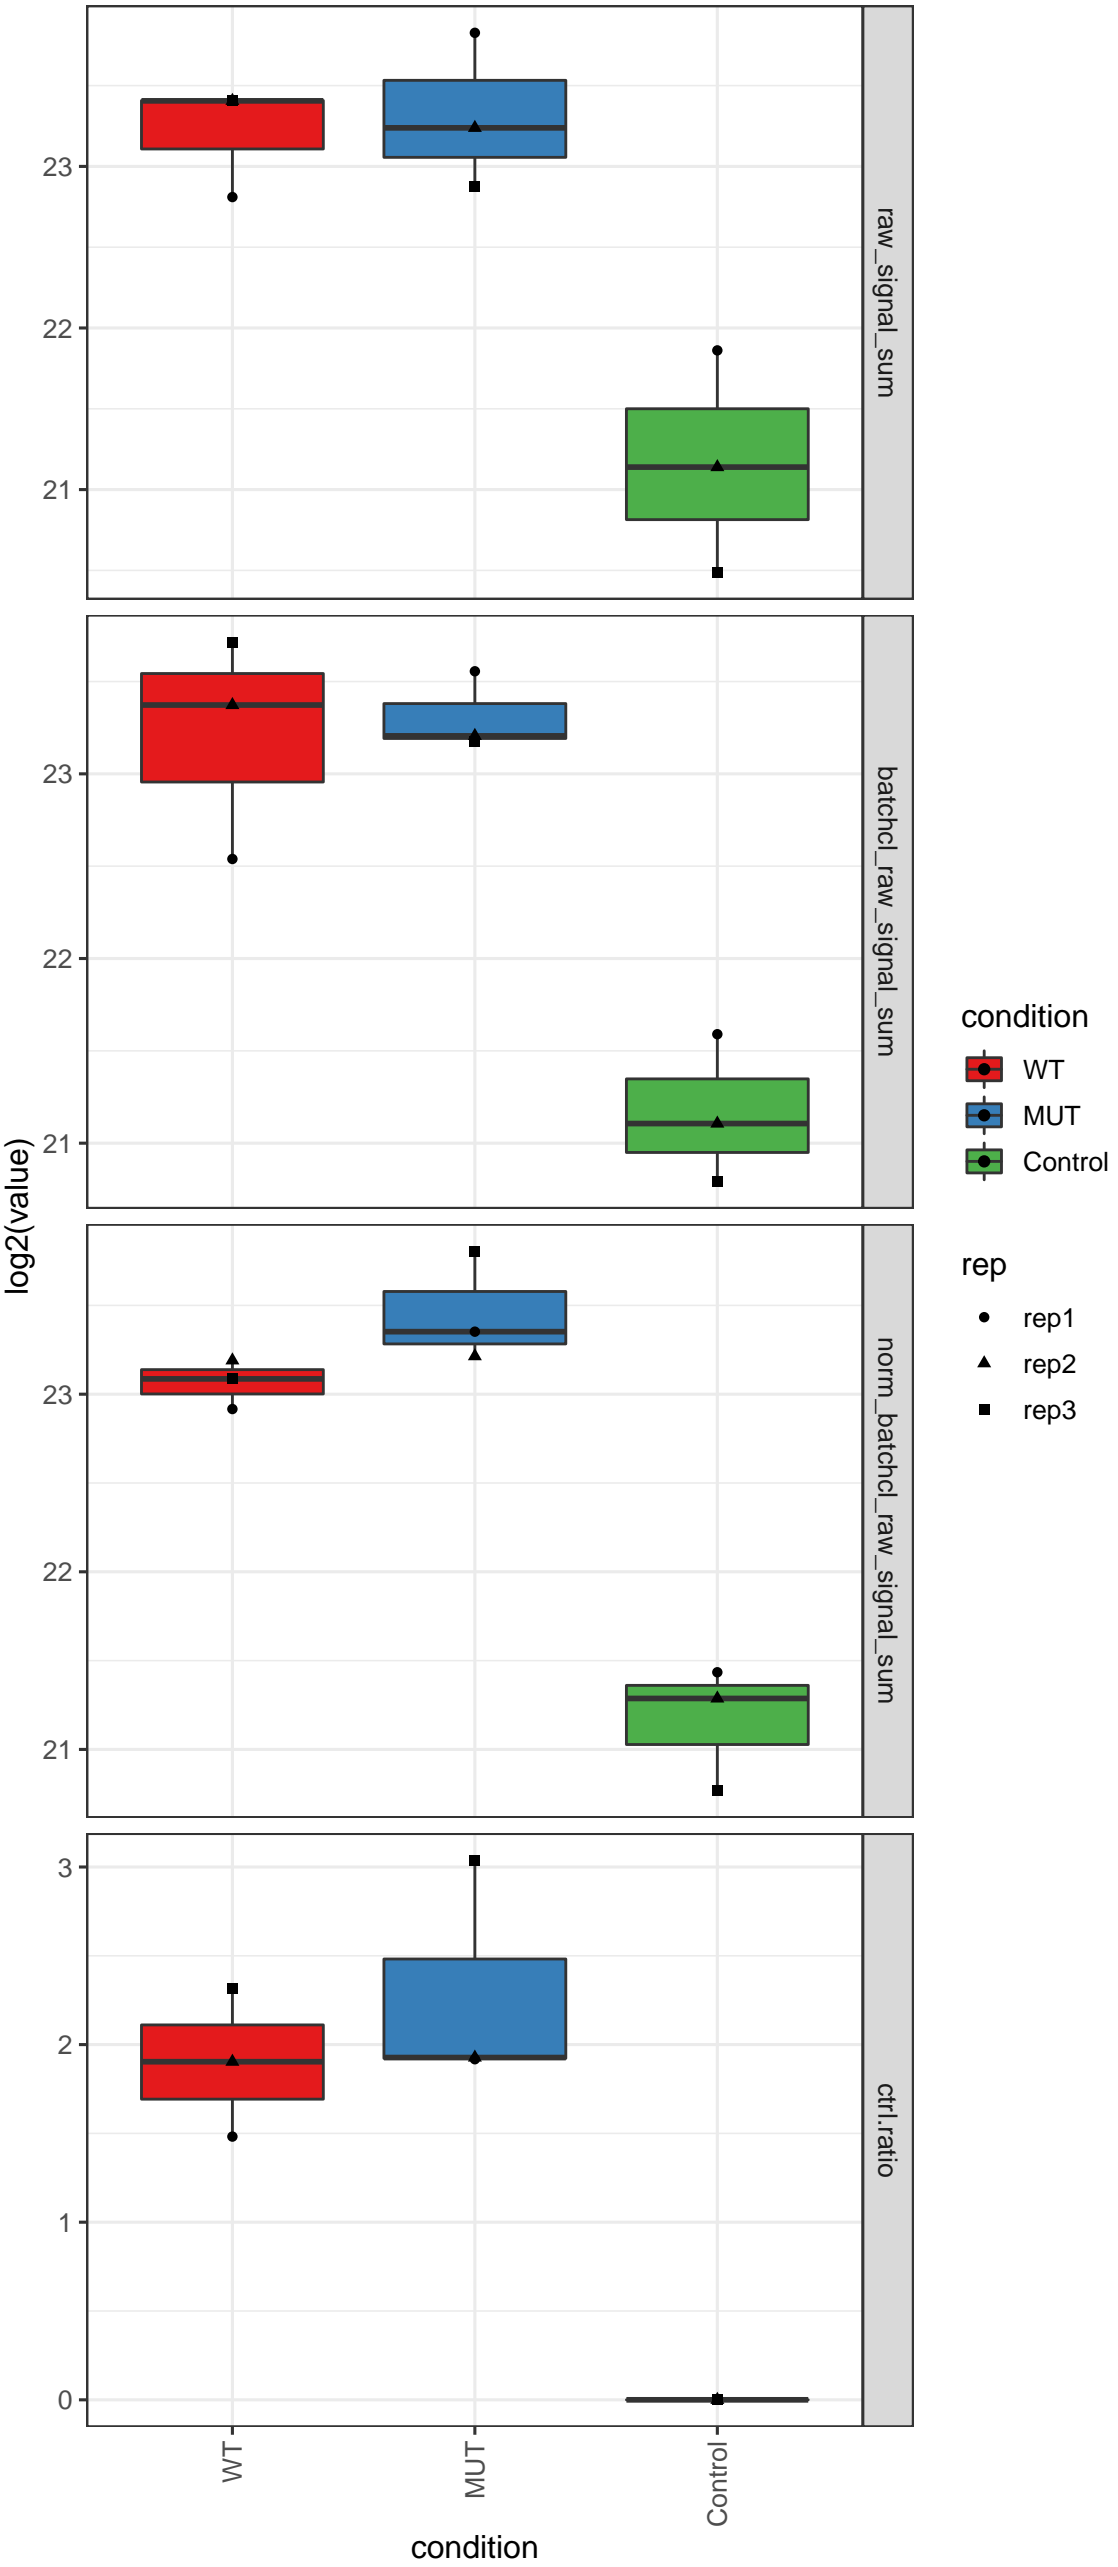 log2(value)
23
22
21
raw_signal_sum
23
22
21
batchcl_raw_signal_sum
23
22
21
norm_batchcl_raw_signal_sum
3
2
1
0
ctrl.ratio
WT
MUT
Control
condition
condition
WT
MUT
Control
rep
rep1
rep2
rep3